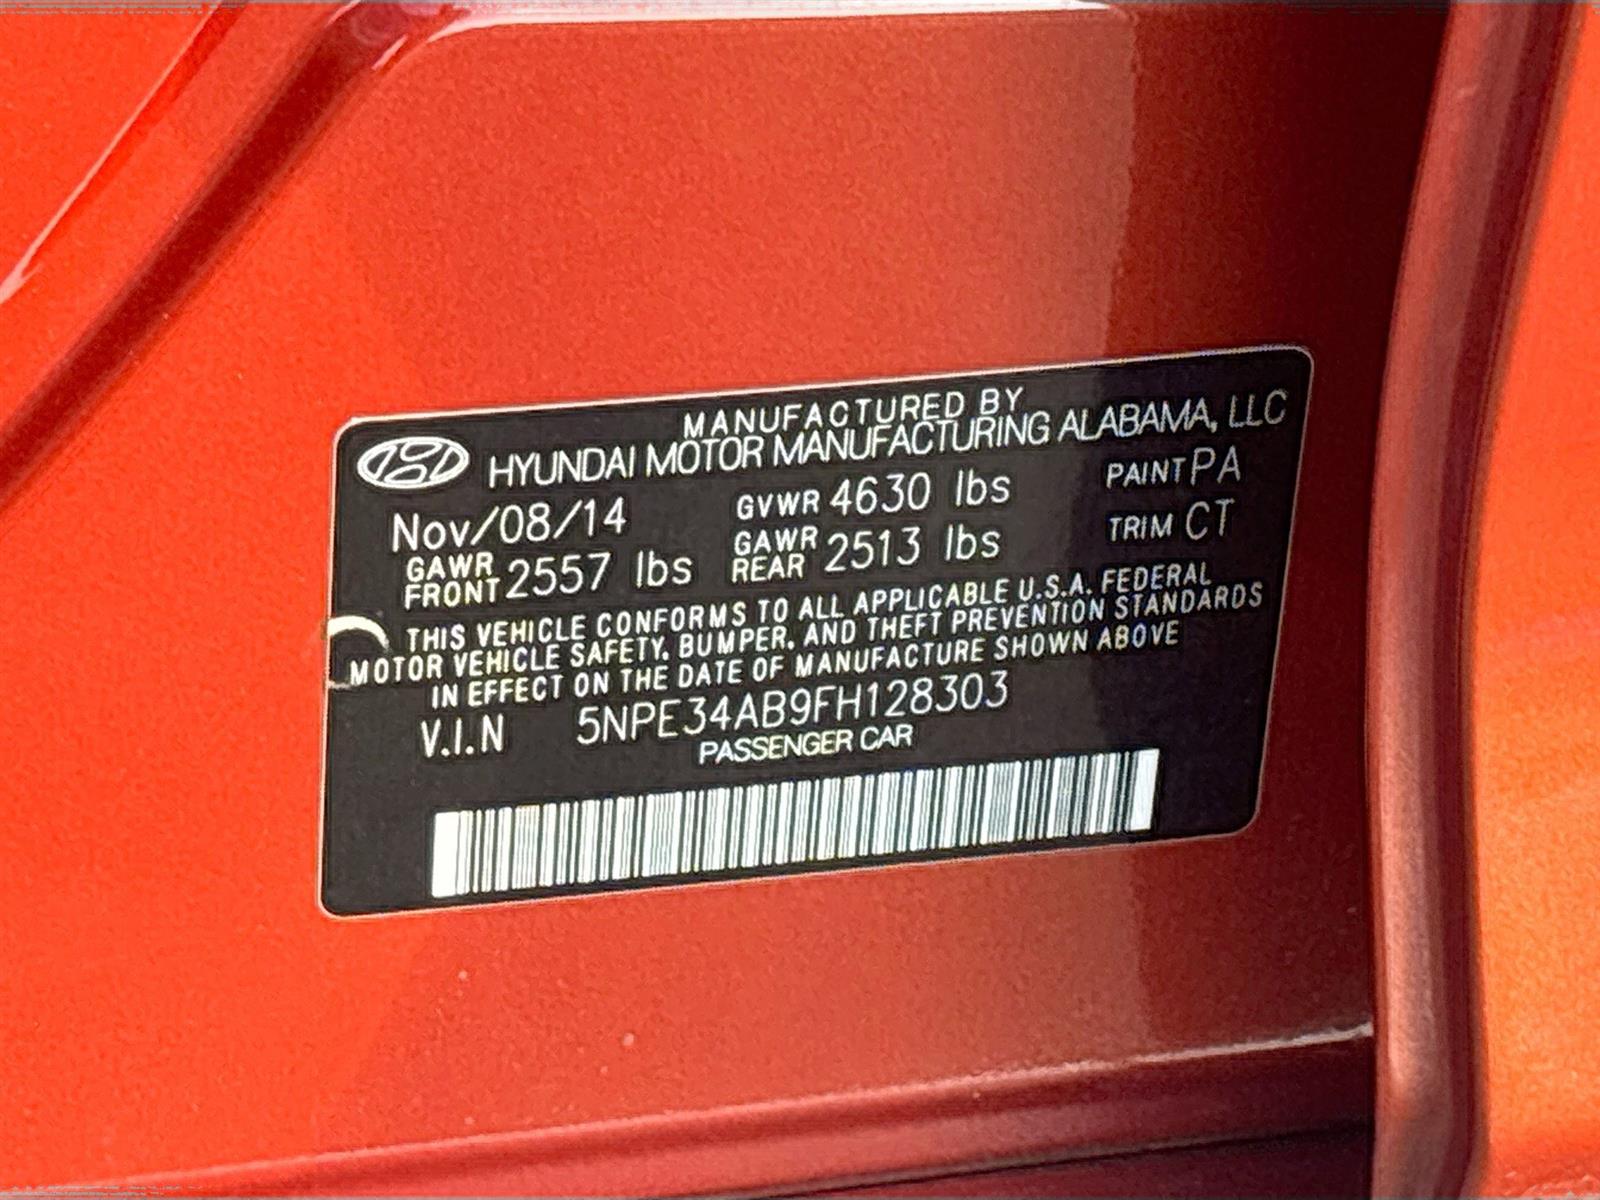 MANUFACTURED BY
HYUNDAI MOTOR MANUFACTURING ALABAMA, LLC
Nov/08/14 GVWR 4630 lbs PAINT PA
GAWR FRONT 2557 lbs GAWR REAR 2513 lbs TRIM CT
THIS VEHICLE CONFORMS TO ALL APPLICABLE U.S.A. FEDERAL
MOTOR VEHICLE SAFETY, BUMPER, AND THEFT PREVENTION STANDARDS
IN EFFECT ON THE DATE OF MANUFACTURE SHOWN ABOVE
V.I.N 5NPE34AB9FH128303
PASSENGER CAR